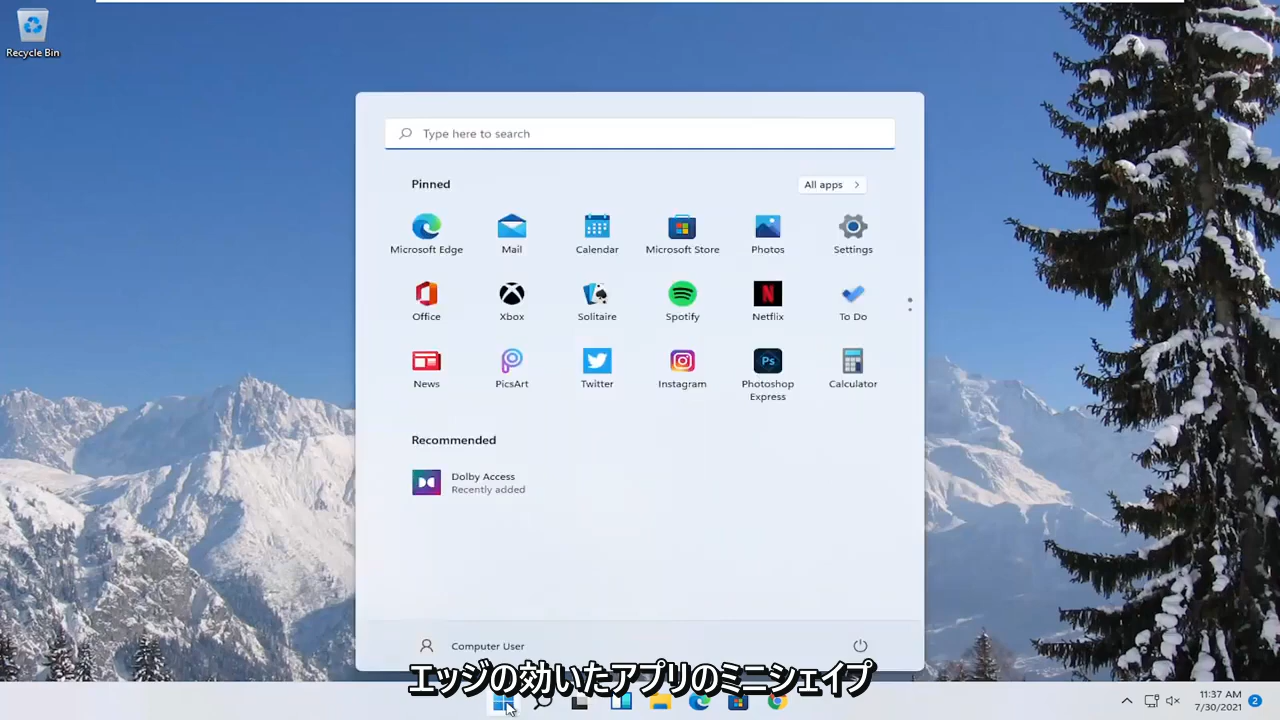 Recycle Bin
Type here to search
Pinned
All apps
Microsoft Edge
Mail
Calendar
Microsoft Store
Photos
Settings
Office
Xbox
Solitaire
Spotify
Netflix
To Do
News
PicsArt
Twitter
Instagram
Ps
Photoshop
Express
Calculator
Recommended
Dolby Access
Recently added
Computer User
エッジの効いたアプリのミニシェイプ
11:37 AM
7/30/2021
2